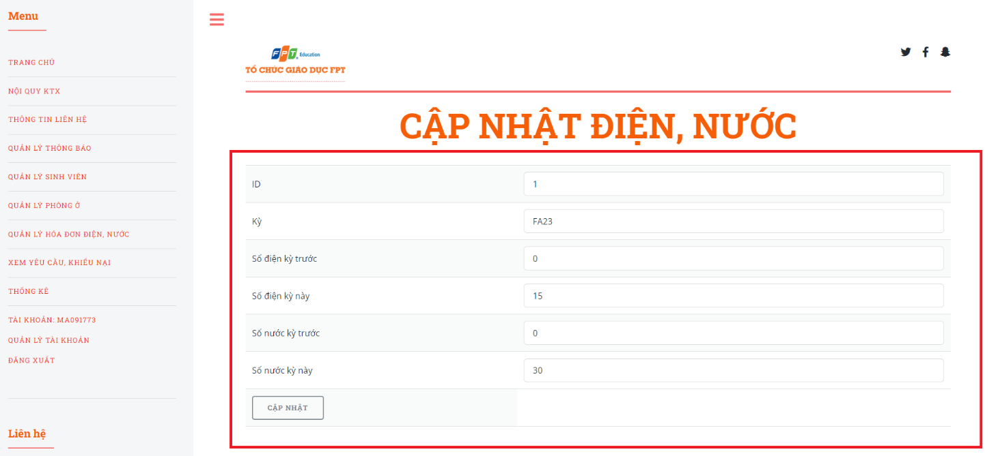 Menu
TRANG CHỦ
NỘI QUY KTX
THÔNG TIN LIÊN HỆ
QUẢN LÝ THÔNG BÁO
QUẢN LÝ SINH VIÊN
QUẢN LÝ PHÒNG Ở
QUẢN LÝ HÓA ĐƠN ĐIỆN, NƯỚC
XEM YÊU CẦU, KHIẾU NẠI
THỐNG KÊ
TÀI KHOẢN: MA091773
QUẢN LÝ TÀI KHOẢN
ĐĂNG XUẤT
Liên hệ
FPT Education
TỔ CHỨC GIÁO DỤC FPT
CẬP NHẬT ĐIỆN, NƯỚC
ID 1
Kỳ FA23
Số điện kỳ trước 0
Số điện kỳ này 15
Số nước kỳ trước 0
Số nước kỳ này 30
CẬP NHẬT